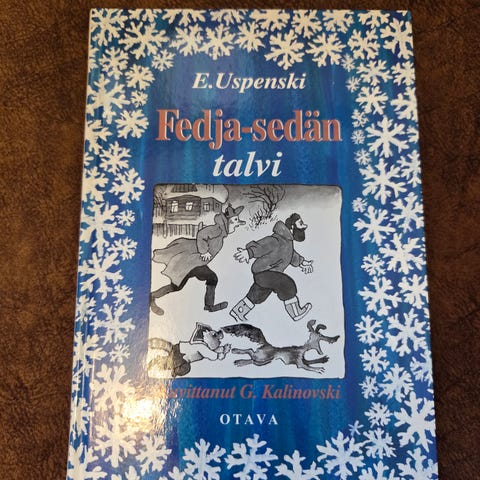 E. Uspenski
Fedja-sedän
talvi
G. Kalinovski
OTAVA